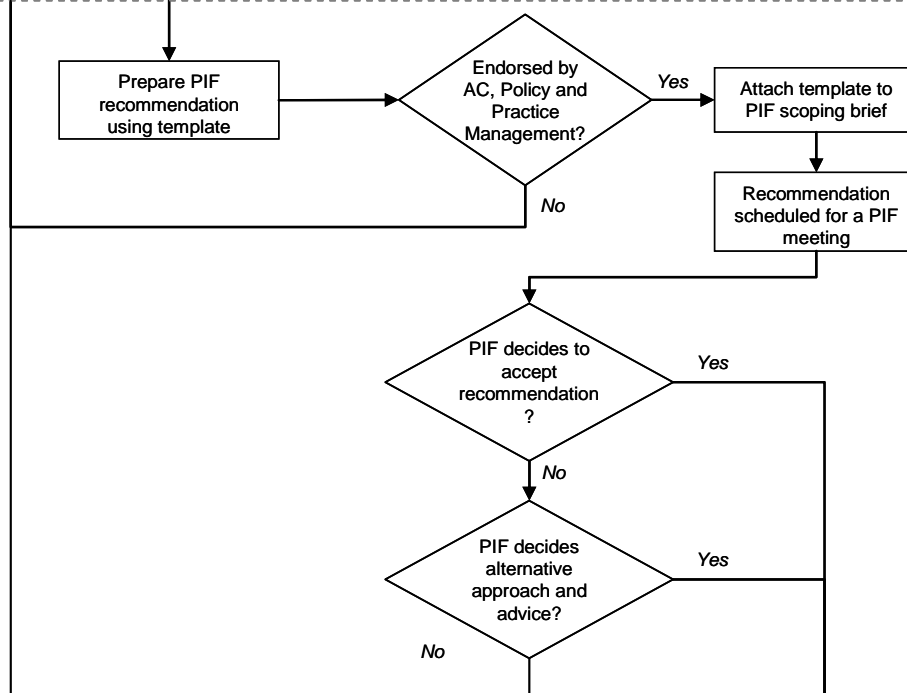 Prepare PIF
recommendation
using template
Endorsed by
AC, Policy and
Practice
Management?
Yes
Attach template to
PIF scoping brief
No
Recommendation
scheduled for a PIF
meeting
PIF decides to
accept
recommendation
?
Yes
No
PIF decides
alternative
approach and
advice?
Yes
No